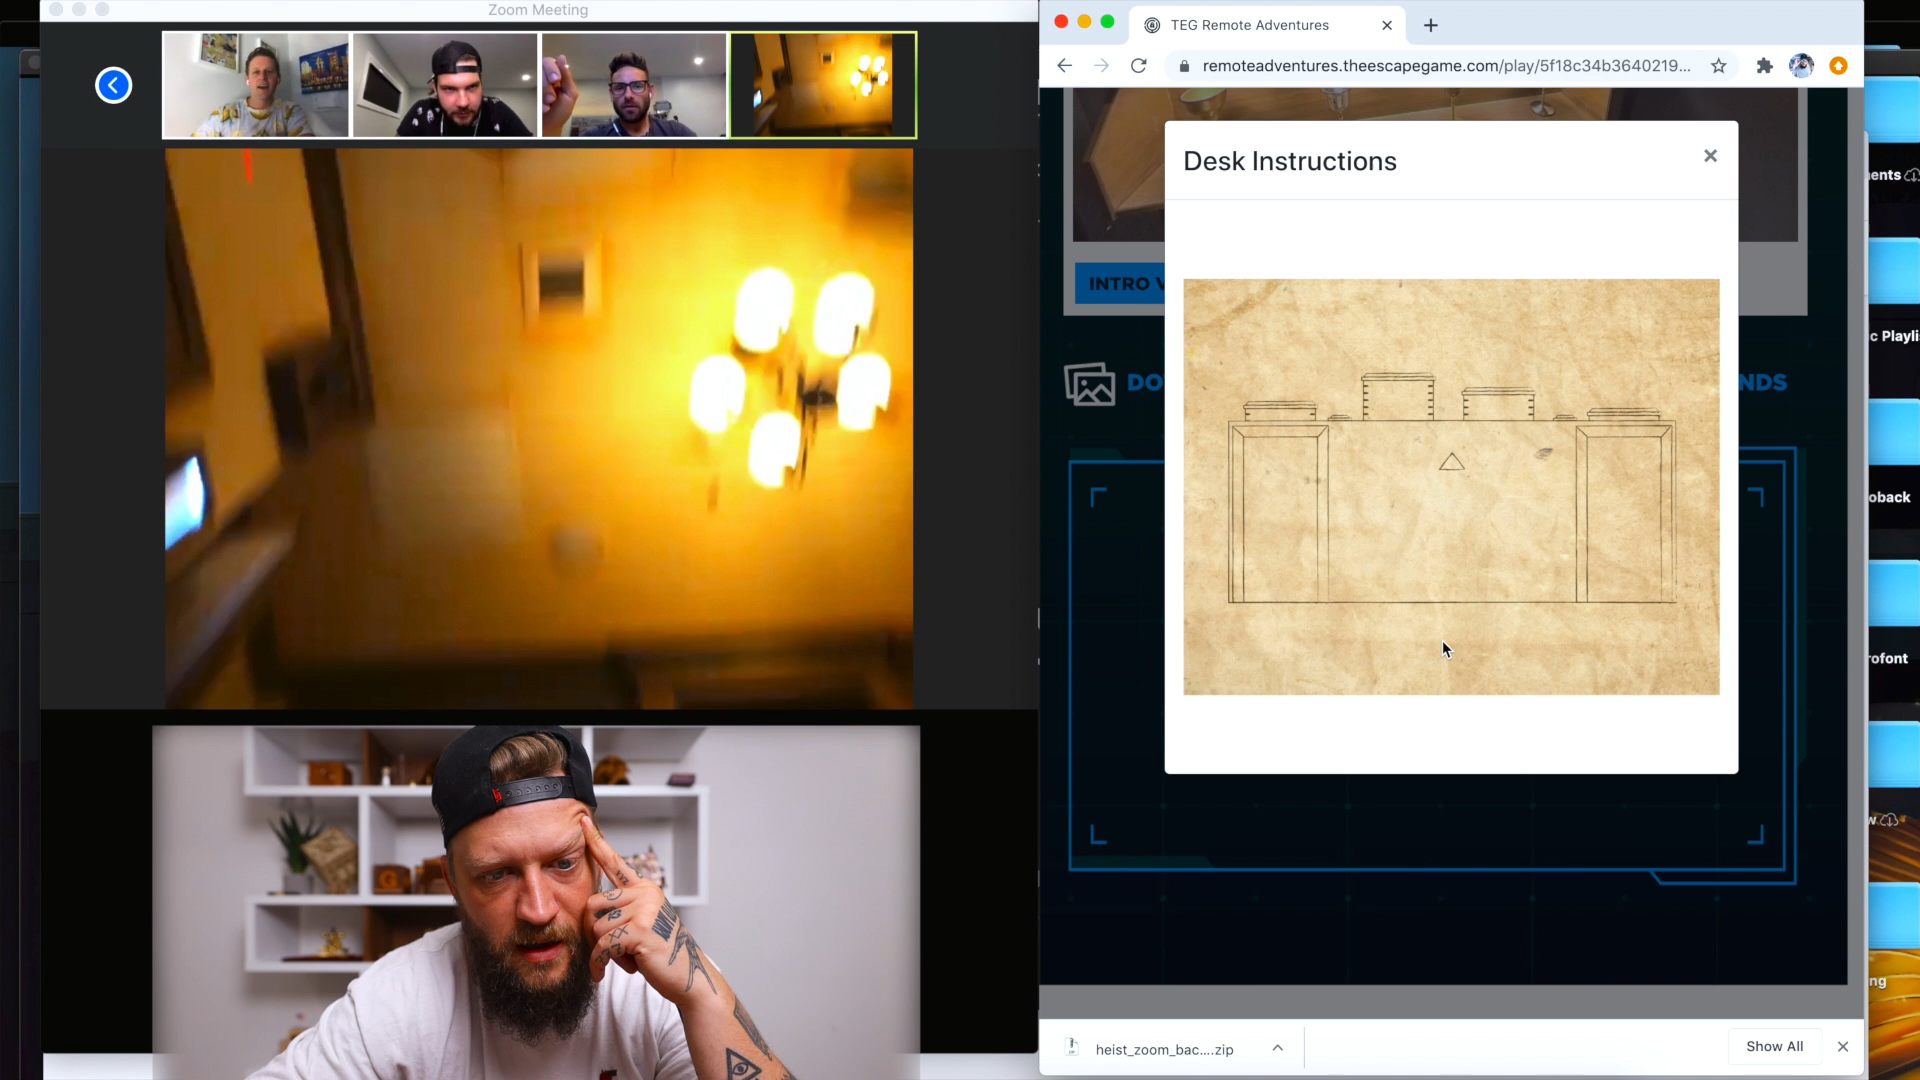 Zoom Meeting
TEG Remote Adventures
remoteadventures.theescapegame.com/play/5f18c34b3640219...
Desk Instructions
INTRO V
DO
NDS
ents
c Playli
oback
rofont
w
ng
heist_zoom_bac....zip
Show All